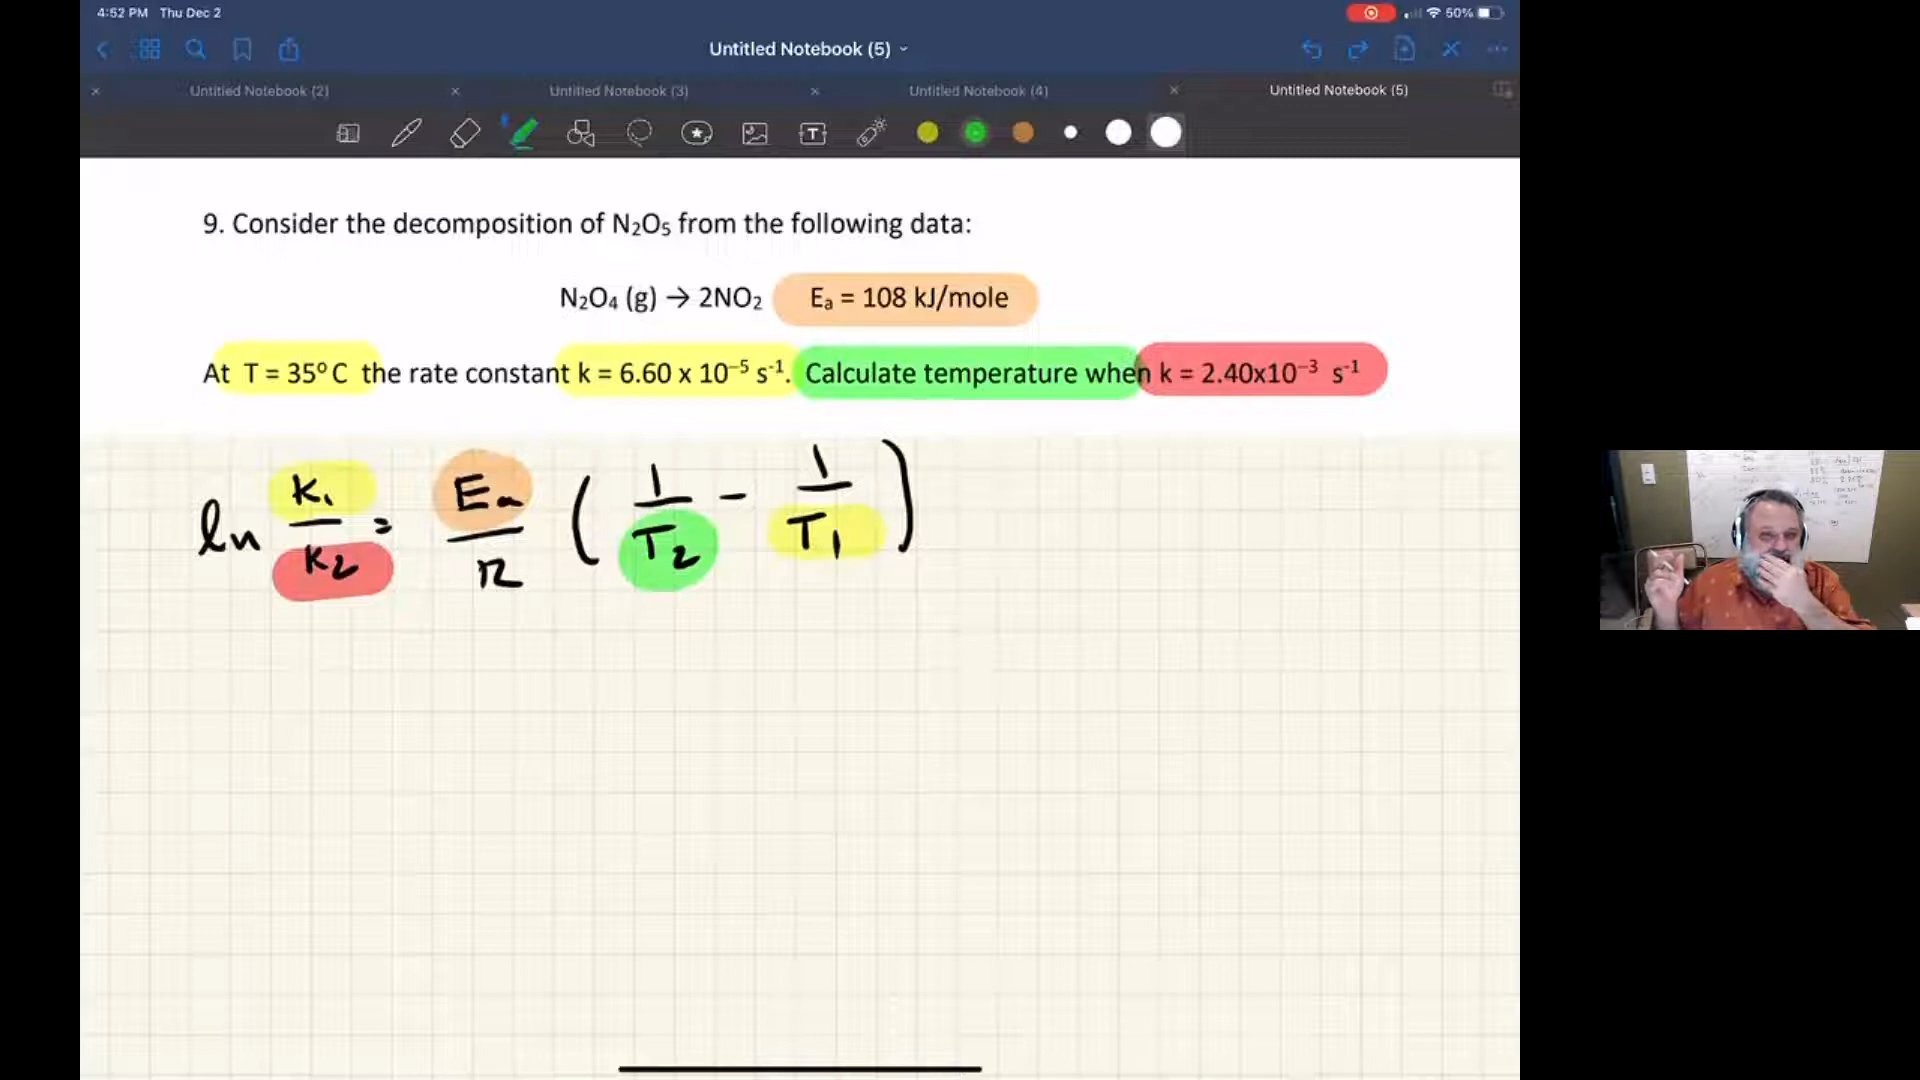 4:52 PM Thu Dec 2
50%
Untitled Notebook (5)
Untitled Notebook (2)
Untitled Notebook (3)
Untitled Notebook (4)
Untitled Notebook (5)
9. Consider the decomposition of N₂O₅ from the following data:
N₂O₄ (g) → 2NO₂ Eₐ = 108 kJ/mole
At T = 35⁰ C the rate constant k = 6.60 x 10⁻⁵ s⁻¹. Calculate temperature when k = 2.40x10⁻³ s⁻¹
ln K₁/K₂ = Eₐ/R (1/T₂ - 1/T₁)